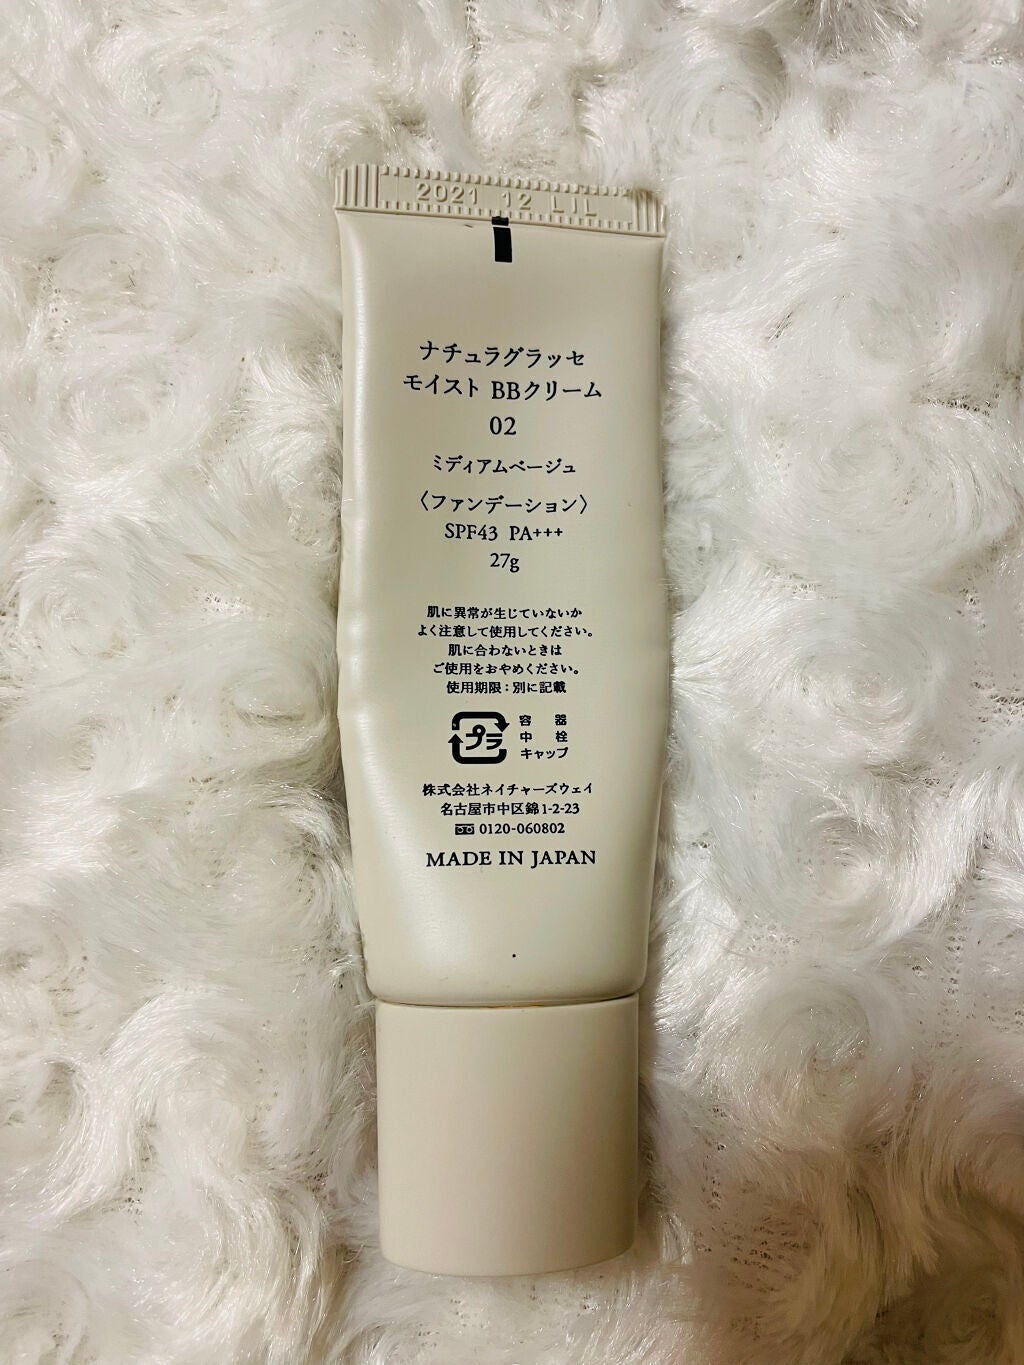 2021 12 LIL
ナチュラグラッセ
モイスト BBクリーム
02
ミディアムベージュ
〈ファンデーション〉
SPF43 PA+++
27g
肌に異常が生じていないか
よく注意して使用してください。
肌に合わないときは
ご使用をおやめください。
使用期限：別に記載
プラ
容器
中栓
キャップ
株式会社ネイチャーズウェイ
名古屋市中区錦1-2-23
0120-060802
MADE IN JAPAN